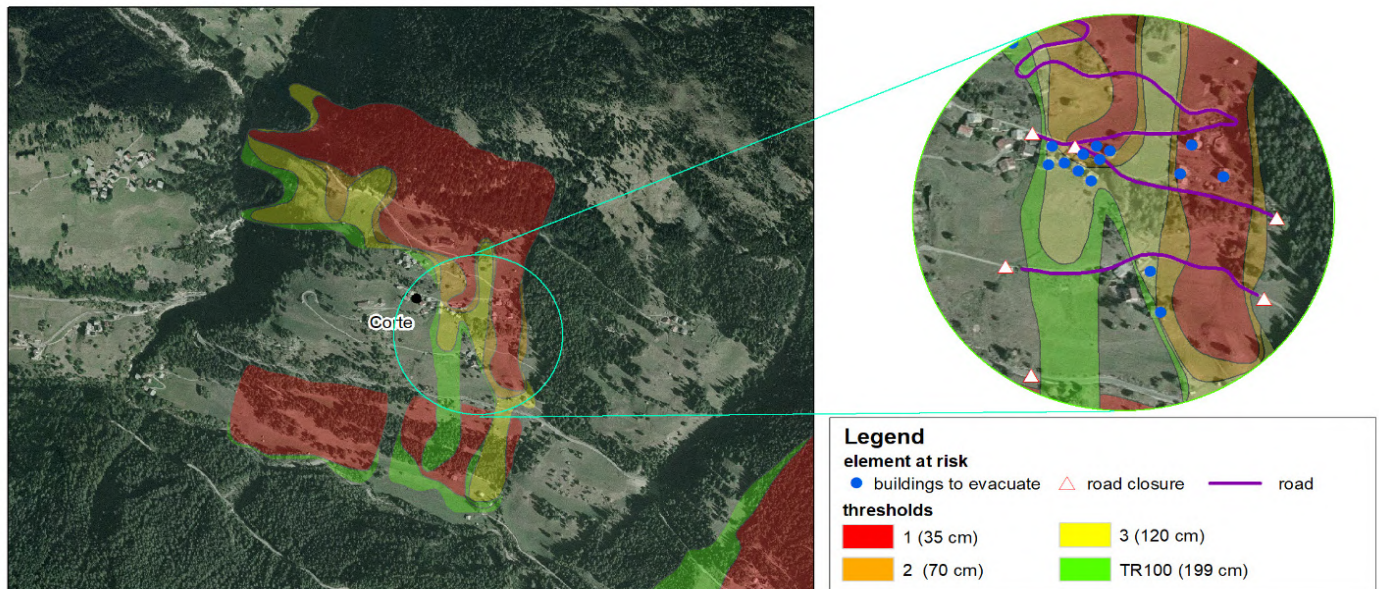 Corte
Legend
element at risk
buildings to evacuate road closure road
thresholds
1 (35 cm) 3 (120 cm)
2 (70 cm) TR100 (199 cm)